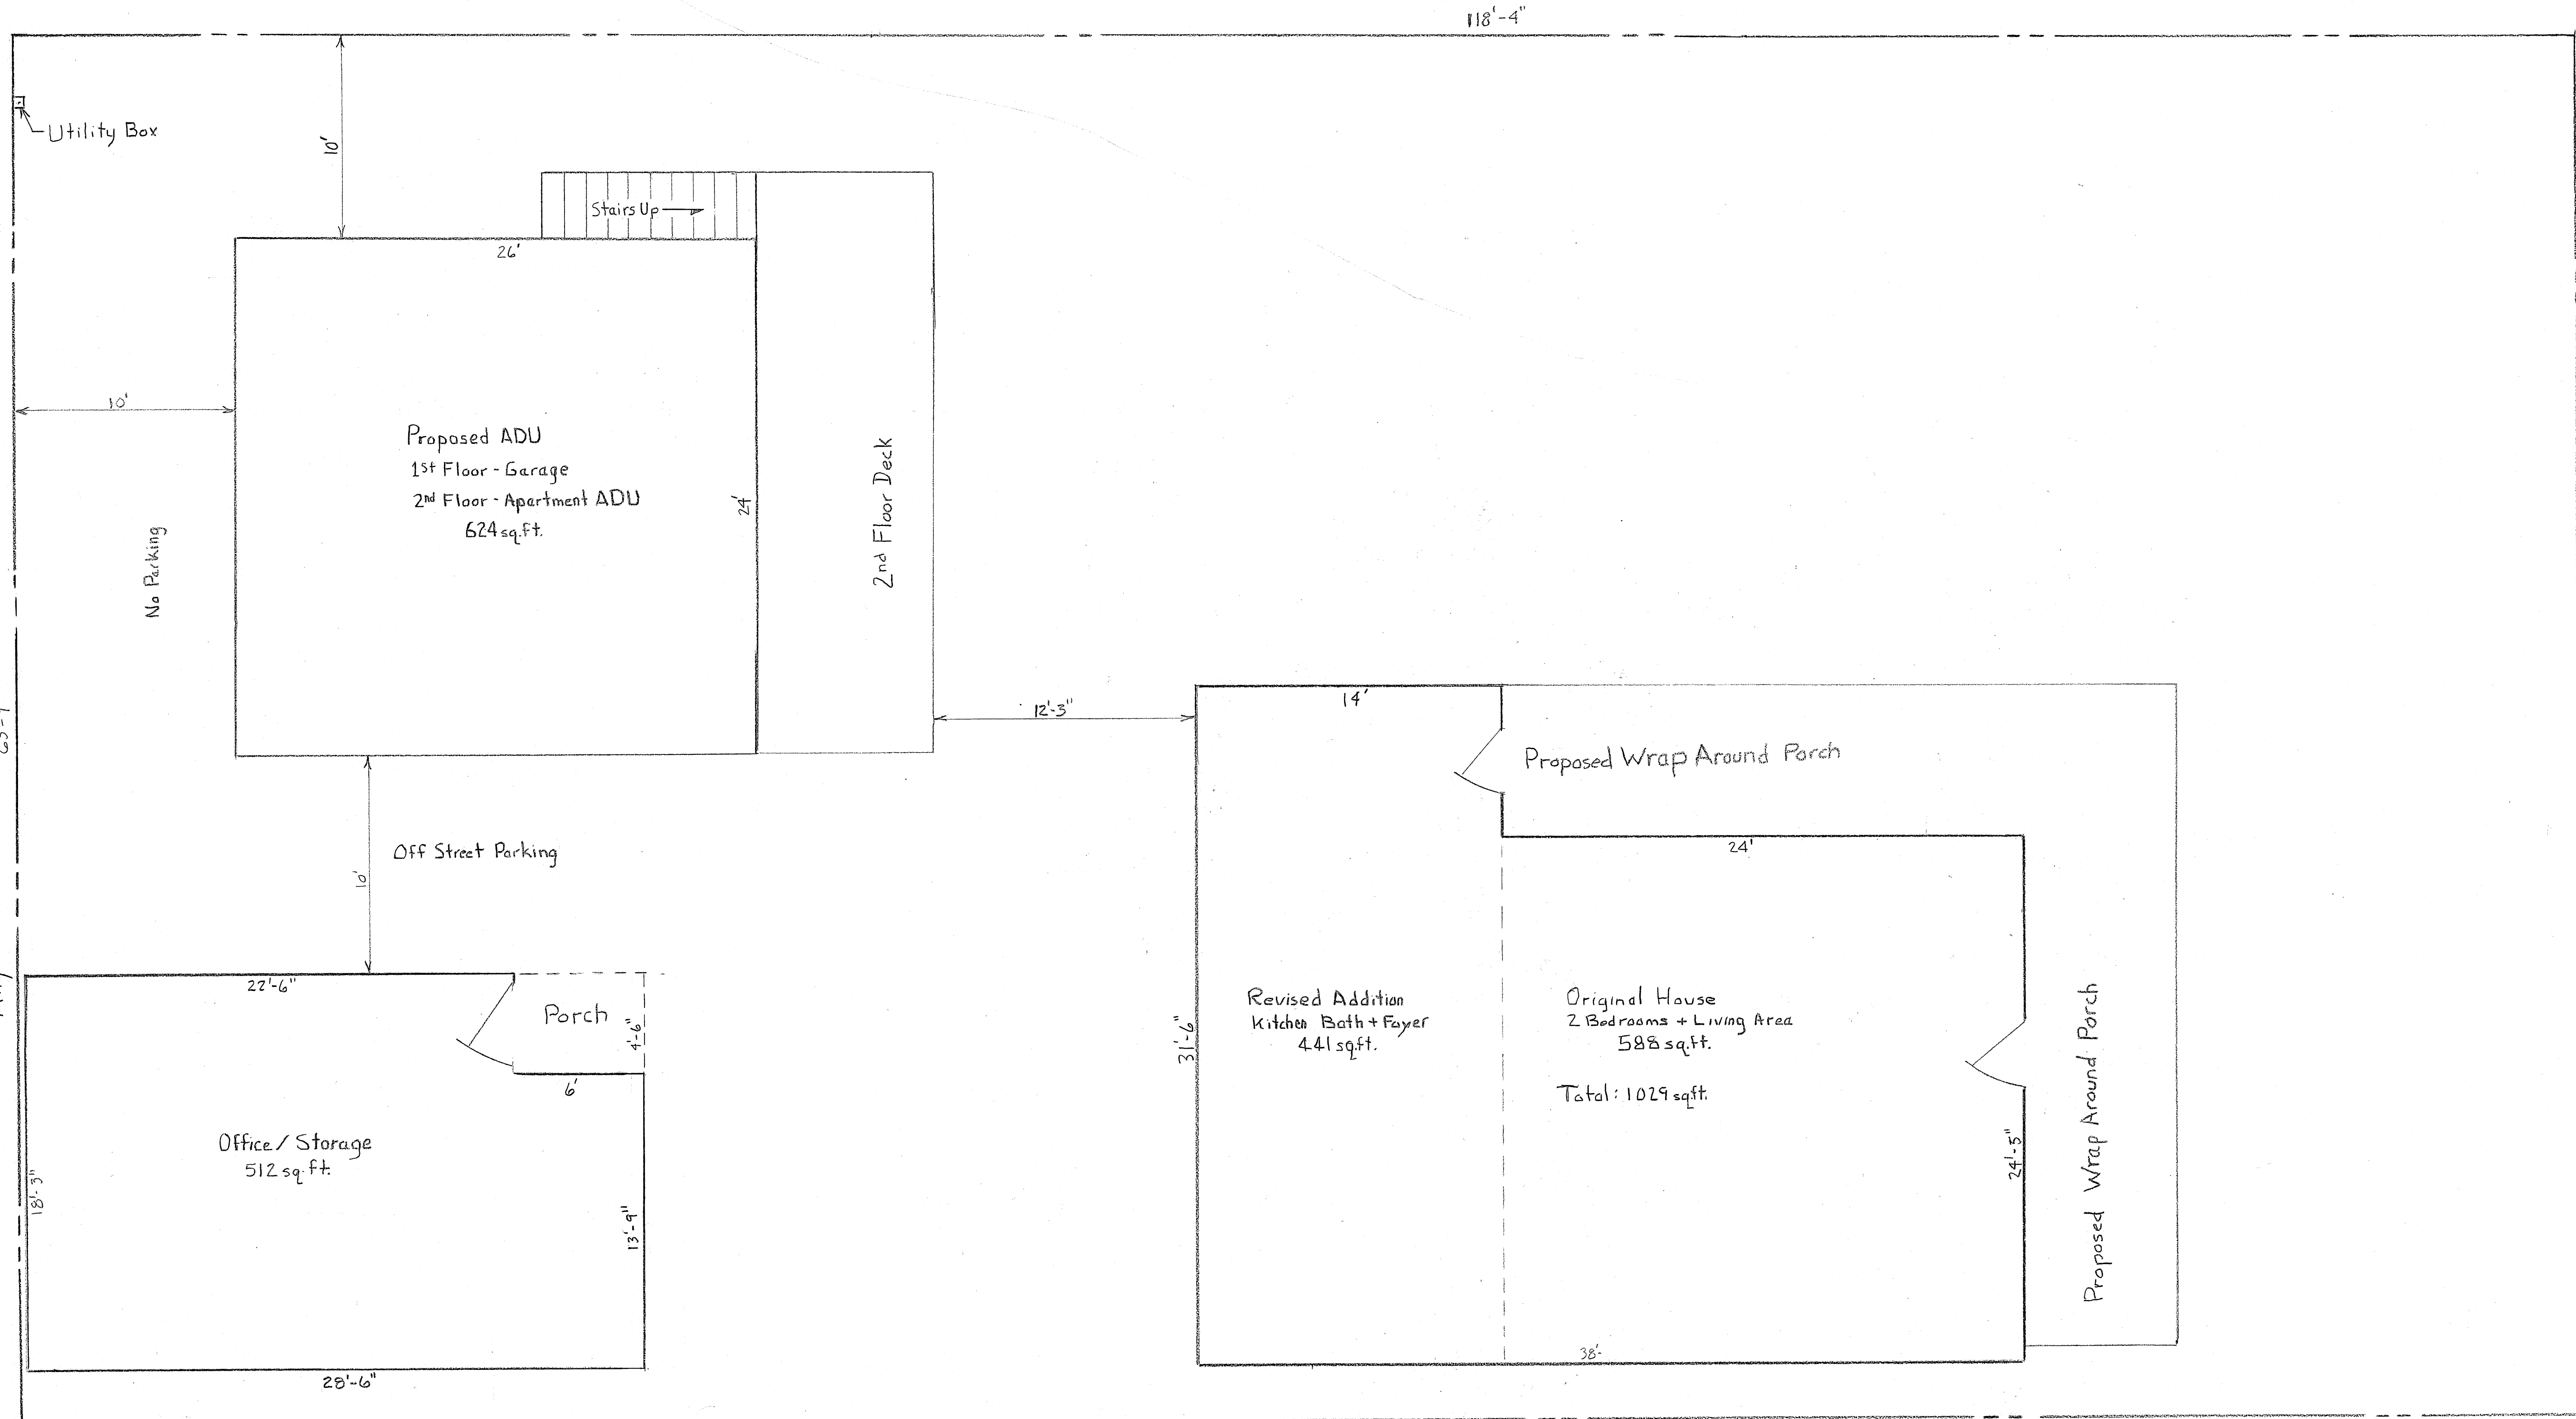 118'-4"
Utility Box
10'
Stairs Up
26'
10'
Proposed ADU
1st Floor - Garage
2nd Floor - Apartment ADU
624 sq.ft.
24'
2nd Floor Deck
No Parking
12'-3"
14'
Proposed Wrap Around Porch
24'
Off Street Parking
10'
22'-6"
Porch
4'-6"
6'
Office / Storage
512 sq. ft.
18'-3"
13'-9"
28'-6"
31'-6"
Revised Addition
Kitchen Bath + Foyer
441 sq.ft.
Original House
2 Bedrooms + Living Area
588 sq.ft.
Total: 1029 sq.ft.
24'-5"
Proposed Wrap Around Porch
38'-